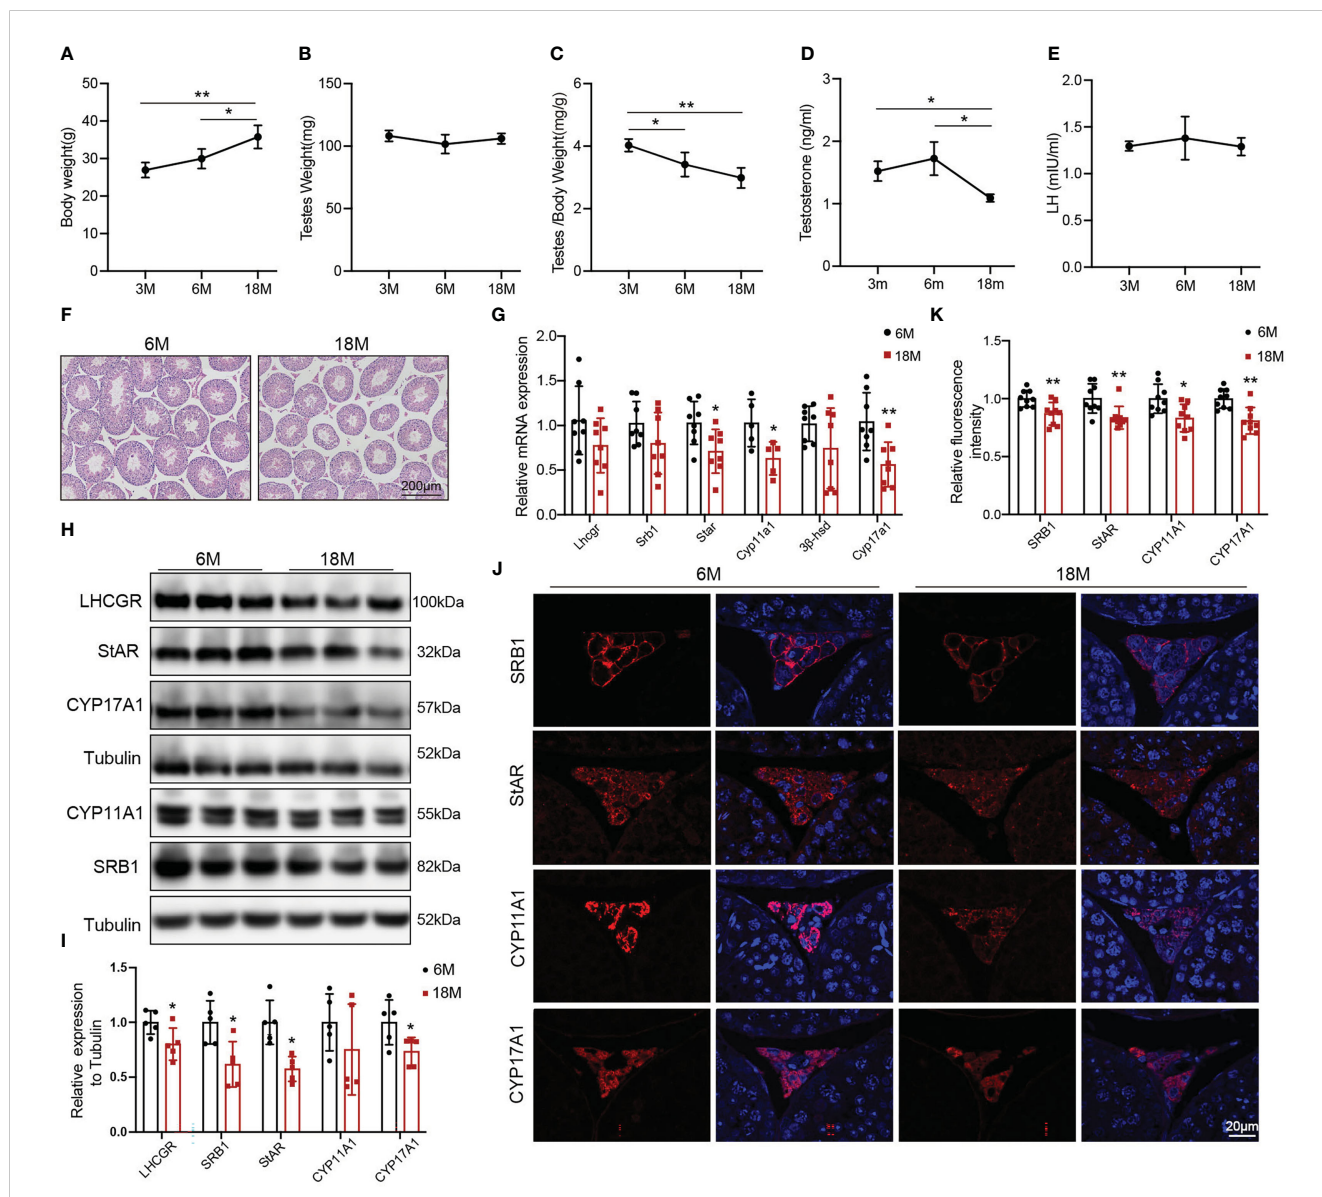 A
Body weight(g)
50
40
30
20
10
0
**
*
3M 6M 18M
B
Testes Weight(mg)
150
100
50
0
3M 6M 18M
C
Testes /Body Weight(mg/g)
6
4
2
0
**
*
3M 6M 18M
D
Testosterone (ng/ml)
3
2
1
0
*
*
3m 6m 18m
E
LH (mIU/ml)
2.0
1.5
1.0
0.5
0.0
3M 6M 18M
F
6M 18M
200μm
G
Relative mRNA expression
2.0
1.5
1.0
0.5
0.0
6M
18M
* * **
Lhcgr Srb1 Star Cyp11a1 3β-hsd Cyp17a1
K
Relative fluorescence
intensity
1.5
1.0
0.5
0.0
6M
18M
** ** * **
SRB1 StAR CYP11A1 CYP17A1
H
6M 18M
LHCGR 100kDa
StAR 32kDa
CYP17A1 57kDa
Tubulin 52kDa
CYP11A1 55kDa
SRB1 82kDa
Tubulin 52kDa
I
Relative expression
to Tubulin
1.5
1.0
0.5
0.0
6M
18M
* * * *
LHCGR SRB1 StAR CYP11A1 CYP17A1
J
6M 18M
SRB1
StAR
CYP11A1
CYP17A1
20μm